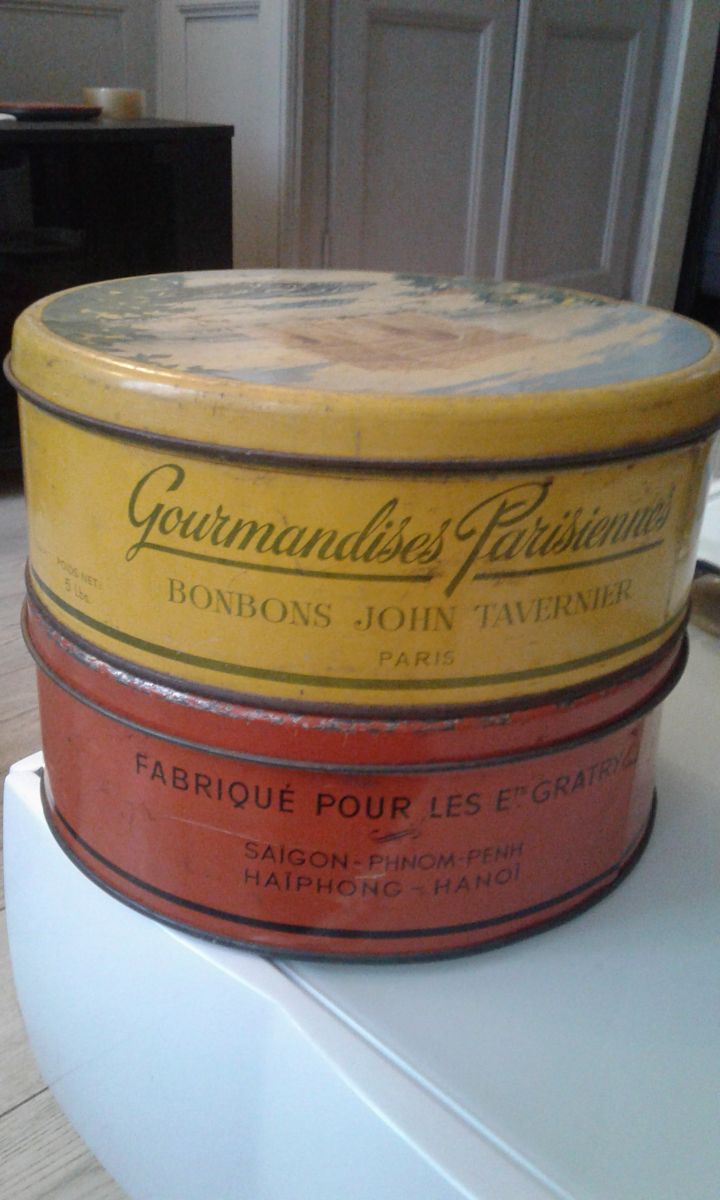 Gourmandises Parisiennes
BONBONS JOHN TAVERNIER
PARIS
POIDS NET:
5 Lbs.
FABRIQUÉ POUR LES ETS GRATRY
SAÏGON-PHNOM-PENH
HAÏPHONG-HANOÏ